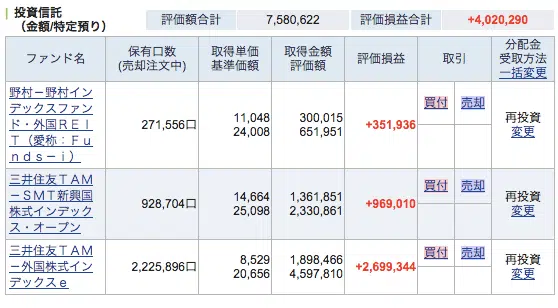 投資信託
(金額/特定預り)
評価額合計 7,580,622 評価損益合計 +4,020,290
ファンド名 保有口数 (売却注文中) 取得単価 基準価額 取得金額 評価額 評価損益 取引 分配金 受取方法 一括変更
野村-野村イン
デックスファン
ド・外国REI
T(愛称:Fu
nds-i)
271,556口
11,048
24,008
300,015
651,951
+351,936
買付 売却
再投資
変更
三井住友TAM
-SMT新興国
株式インデック
ス・オープン
928,704口
14,664
25,098
1,361,851
2,330,861
+969,010
買付 売却
再投資
変更
三井住友TAM
-外国株式イン
デックスe
2,225,896口
8,529
20,656
1,898,466
4,597,810
+2,699,344
買付 売却
再投資
変更